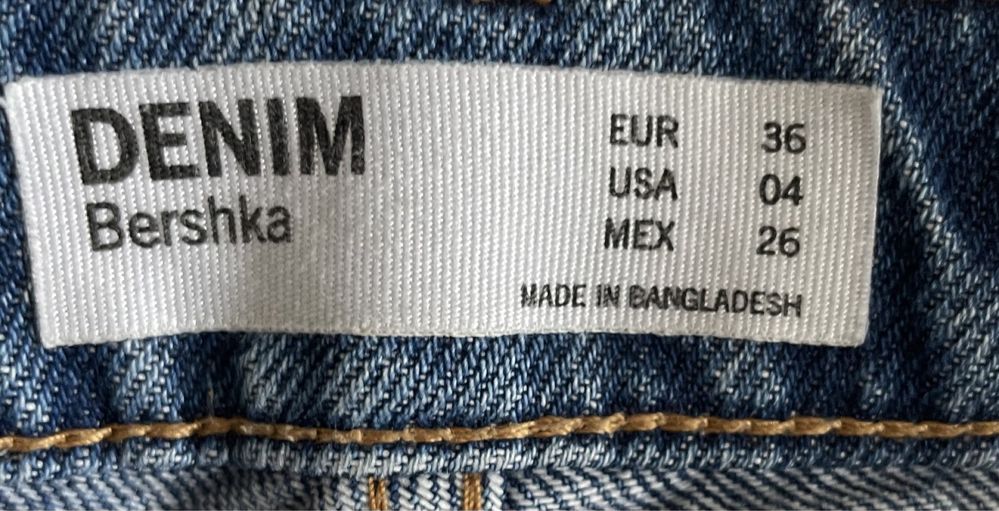 DENIM
Bershka
EUR 36
USA 04
MEX 26
MADE IN BANGLADESH